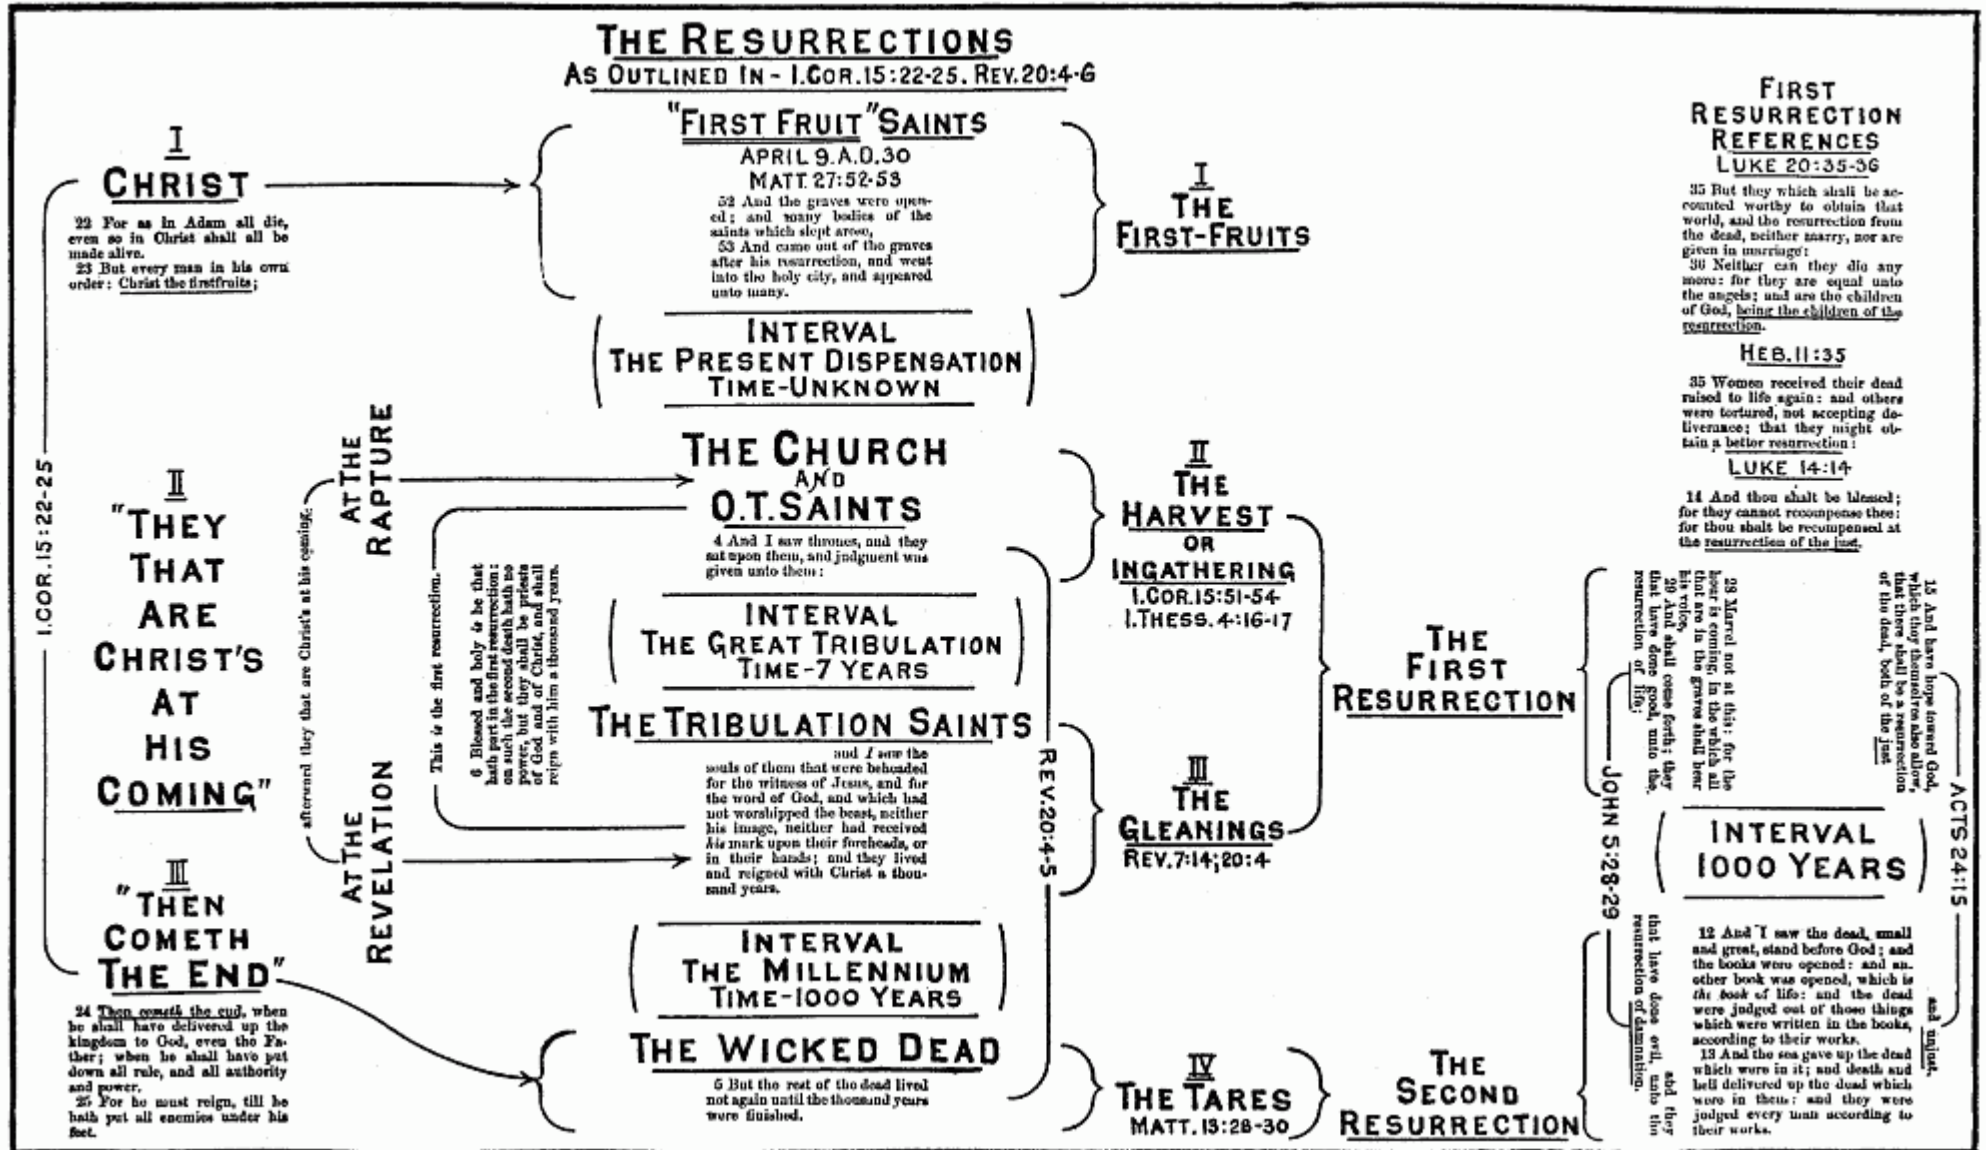 THE RESURRECTIONS
AS OUTLINED IN - I.COR.15:22-25. REV.20:4-6
I
CHRIST
22 For as in Adam all die,
even so in Christ shall all be
made alive.
23 But every man in his own
order: Christ the firstfruits;
I.COR.15:22-25
II
"THEY
THAT
ARE
CHRIST'S
AT
HIS
COMING"
III
"THEN
COMETH
THE END"
24 Then cometh the end, when
he shall have delivered up the
kingdom to God, even the Fa-
ther; when he shall have put
down all rule, and all authority
and power.
25 For he must reign, till he
hath put all enemies under his
feet.
afterward they that are Christ's at his coming.
AT THE
RAPTURE
AT THE
REVELATION
This is the first resurrection.
6 Blessed and holy is he that
hath part in the first resurrection:
on such the second death hath no
power, but they shall be priests
of God and of Christ, and shall
reign with him a thousand years.
"FIRST FRUIT" SAINTS
APRIL 9. A.D. 30
MATT. 27:52-53
52 And the graves were open-
ed; and many bodies of the
saints which slept arose,
53 And came out of the graves
after his resurrection, and went
into the holy city, and appeared
unto many.
INTERVAL
THE PRESENT DISPENSATION
TIME-UNKNOWN
THE CHURCH
AND
O.T. SAINTS
4 And I saw thrones, and they
sat upon them, and judgment was
given unto them:
INTERVAL
THE GREAT TRIBULATION
TIME-7 YEARS
THE TRIBULATION SAINTS
and I saw the
souls of them that were beheaded
for the witness of Jesus, and for
the word of God, and which had
not worshipped the beast, neither
his image, neither had received
his mark upon their foreheads, or
in their hands; and they lived
and reigned with Christ a thou-
sand years.
INTERVAL
THE MILLENNIUM
TIME-1000 YEARS
THE WICKED DEAD
5 But the rest of the dead lived
not again until the thousand years
were finished.
REV. 20:4-5
I
THE
FIRST-FRUITS
II
THE
HARVEST
OR
INGATHERING
I.COR.15:51-54
I.THESS. 4:16-17
III
THE
GLEANINGS
REV.7:14;20:4
IV
THE TARES
MATT. 13:28-30
THE
FIRST
RESURRECTION
THE
SECOND
RESURRECTION
FIRST
RESURRECTION
REFERENCES
LUKE 20:35-36
35 But they which shall be ac-
counted worthy to obtain that
world, and the resurrection from
the dead, neither marry, nor are
given in marriage:
36 Neither can they die any
more: for they are equal unto
the angels; and are the children
of God, being the children of the
resurrection.
HEB. 11:35
35 Women received their dead
raised to life again: and others
were tortured, not accepting de-
liverance; that they might ob-
tain a better resurrection:
LUKE 14:14
14 And thou shalt be blessed;
for they cannot recompense thee:
for thou shalt be recompensed at
the resurrection of the just.
28 Marvel not at this: for the
hour is coming, in the which all
that are in the graves shall hear
his voice,
29 And shall come forth; they
that have done good, unto the
resurrection of life;
JOHN 5:28-29
and they
that have done evil, unto the
resurrection of damnation.
15 And have hope toward God,
which they themselves also allow,
that there shall be a resurrection
of the dead, both of the just
ACTS 24:15
and unjust.
INTERVAL
1000 YEARS
12 And I saw the dead, small
and great, stand before God; and
the books were opened: and an-
other book was opened, which is
the book of life: and the dead
were judged out of those things
which were written in the books,
according to their works.
13 And the sea gave up the dead
which were in it; and death and
hell delivered up the dead which
were in them: and they were
judged every man according to
their works.